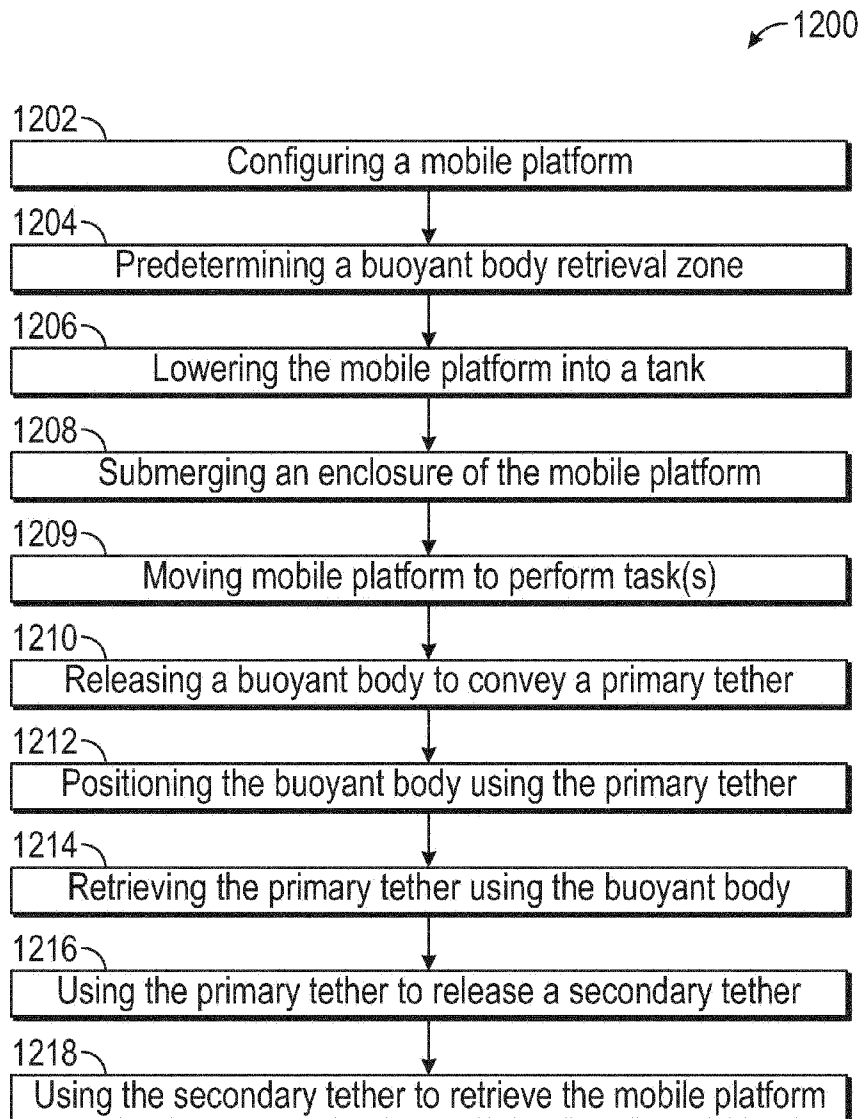 1200
1202
Configuring a mobile platform
1204
Predetermining a buoyant body retrieval zone
1206
Lowering the mobile platform into a tank
1208
Submerging an enclosure of the mobile platform
1209
Moving mobile platform to perform task(s)
1210
Releasing a buoyant body to convey a primary tether
1212
Positioning the buoyant body using the primary tether
1214
Retrieving the primary tether using the buoyant body
1216
Using the primary tether to release a secondary tether
1218
Using the secondary tether to retrieve the mobile platform